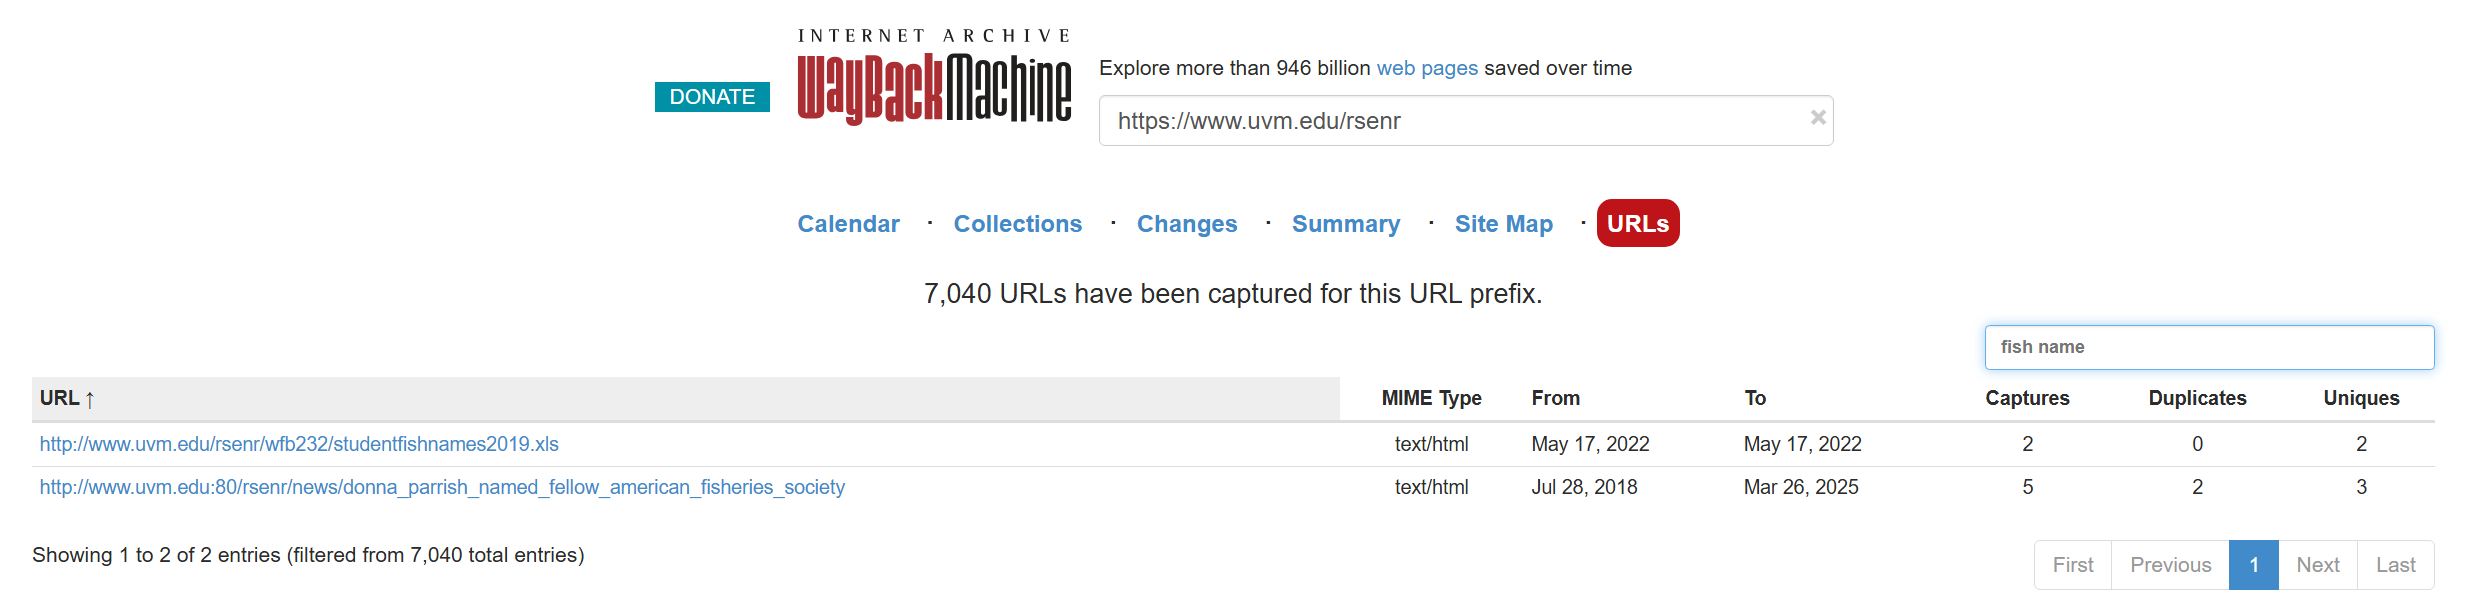 INTERNET ARCHIVE
WayBackMachine
DONATE
Explore more than 946 billion web pages saved over time
https://www.uvm.edu/rsenr ×
Calendar · Collections · Changes · Summary · Site Map · URLs
7,040 URLs have been captured for this URL prefix.
fish name
URL ↑ MIME Type From To Captures Duplicates Uniques
http://www.uvm.edu/rsenr/wfb232/studentfishnames2019.xls text/html May 17, 2022 May 17, 2022 2 0 2
http://www.uvm.edu:80/rsenr/news/donna_parrish_named_fellow_american_fisheries_society text/html Jul 28, 2018 Mar 26, 2025 5 2 3
Showing 1 to 2 of 2 entries (filtered from 7,040 total entries)
First Previous 1 Next Last